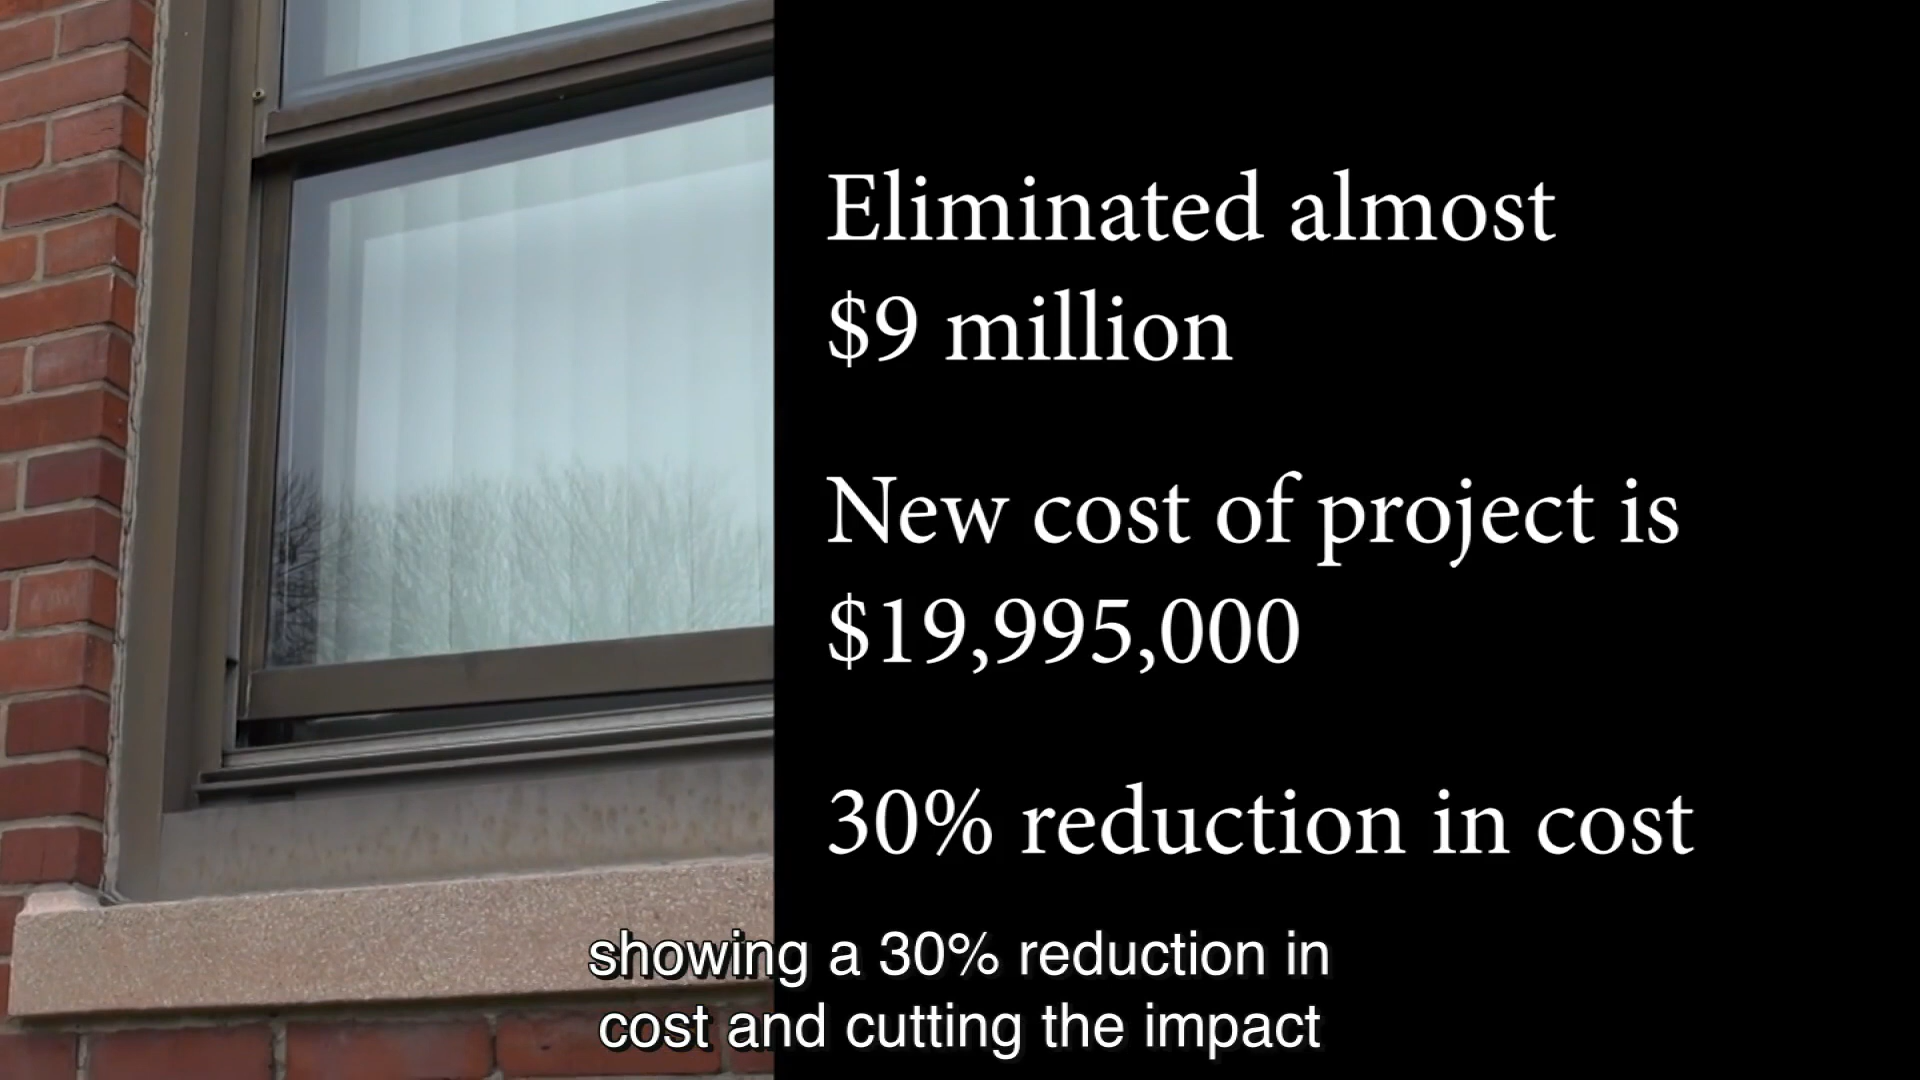 Eliminated almost
$9 million
New cost of project is
$19,995,000
30% reduction in cost
showing a 30% reduction in
cost and cutting the impact